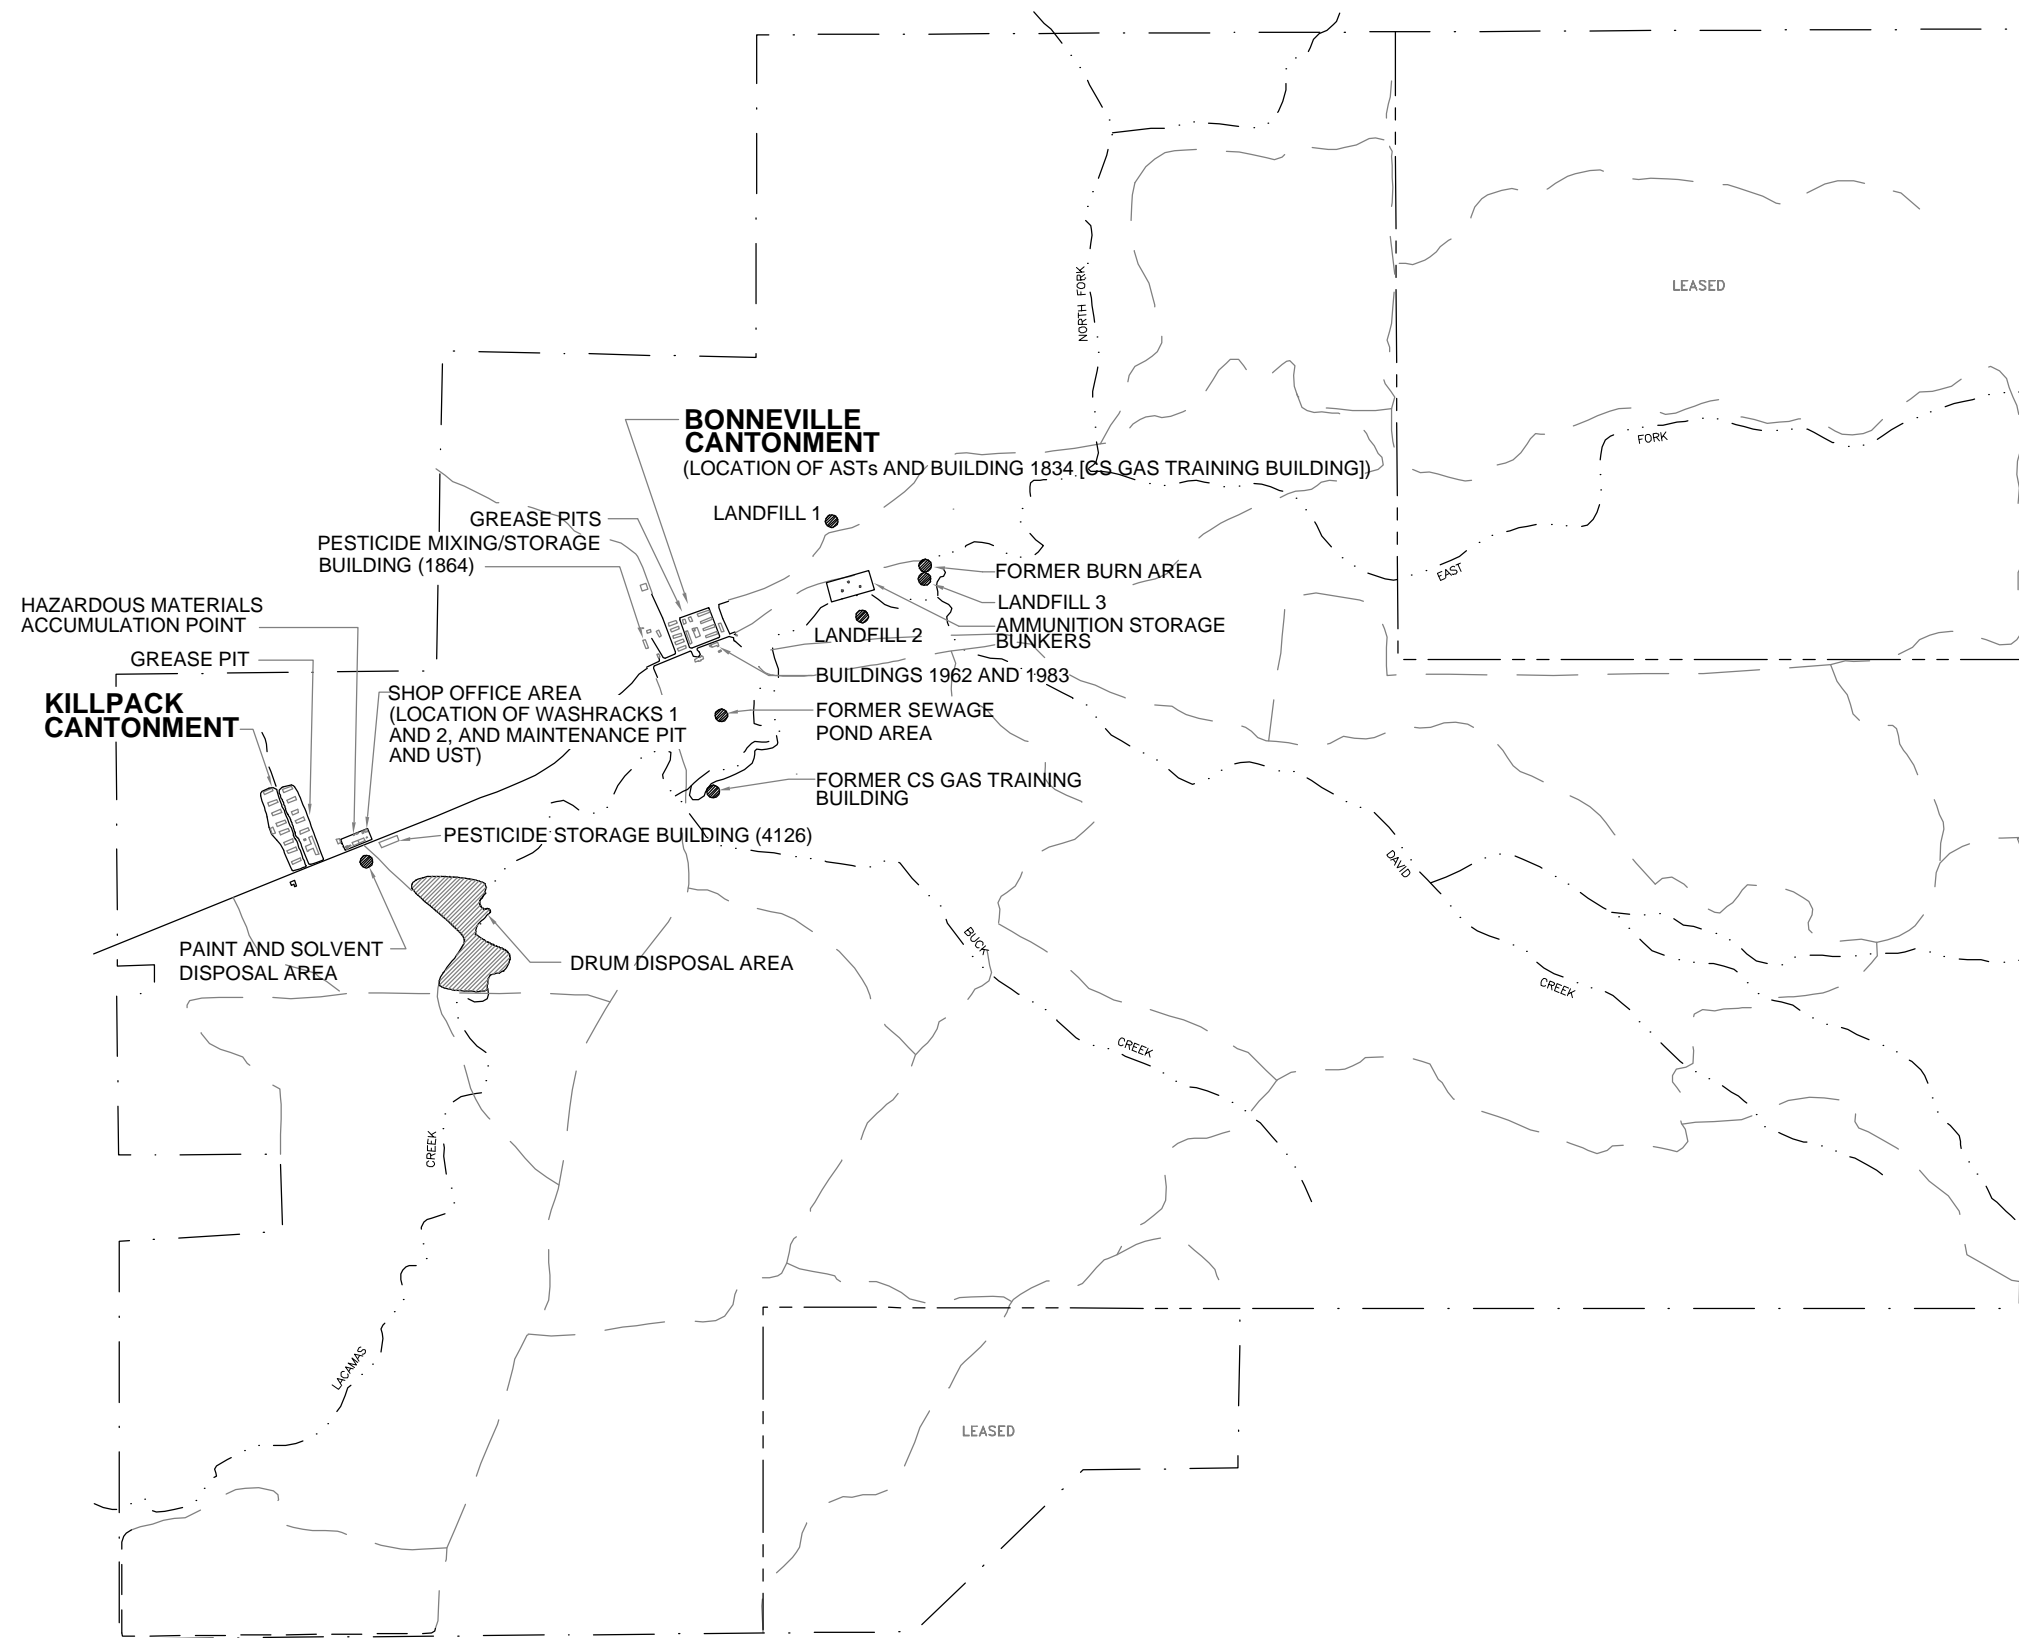 LEASED
NORTH FORK
BONNEVILLE
CANTONMENT
(LOCATION OF ASTs AND BUILDING 1834 [CS GAS TRAINING BUILDING])
FORK
EAST
LANDFILL 1
GREASE PITS
PESTICIDE MIXING/STORAGE
BUILDING (1864)
FORMER BURN AREA
LANDFILL 3
AMMUNITION STORAGE
BUNKERS
LANDFILL 2
HAZARDOUS MATERIALS
ACCUMULATION POINT
GREASE PIT
BUILDINGS 1962 AND 1983
KILLPACK
CANTONMENT
SHOP OFFICE AREA
(LOCATION OF WASHRACKS 1
AND 2, AND MAINTENANCE PIT
AND UST)
FORMER SEWAGE
POND AREA
FORMER CS GAS TRAINING
BUILDING
PESTICIDE STORAGE BUILDING (4126)
DAVID
CREEK
PAINT AND SOLVENT
DISPOSAL AREA
DRUM DISPOSAL AREA
BUCK
CREEK
CREEK
LACAMAS
LEASED